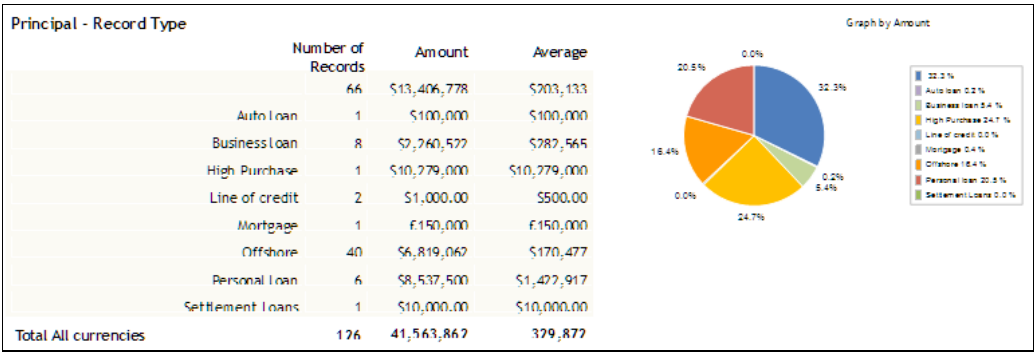 Principal - Record Type
Number of Records Amount Average
66 $13,406,778 $203,133
Auto Loan 1 $100,000 $100,000
Business loan 8 $2,260,522 $282,565
High Purchase 1 $10,279,000 $10,279,000
Line of credit 2 $1,000.00 $500.00
Mortgage 1 £150,000 £150,000
Offshore 40 $6,819,062 $170,477
Personal Loan 6 $8,537,500 $1,422,917
Settlement Loans 1 $10,000.00 $10,000.00
Total All currencies 126 41,563,862 329,872
Graph by Amount
0.0%
20.5%
32.3%
16.4%
0.2%
5.4%
0.0%
24.7%
32.3 %
Auto loan 0.2 %
Business loan 5.4 %
High Purchase 24.7 %
Line of credit 0.0 %
Mortgage 0.4 %
Offshore 16.4 %
Personal loan 20.5 %
Settlement Loans 0.0 %